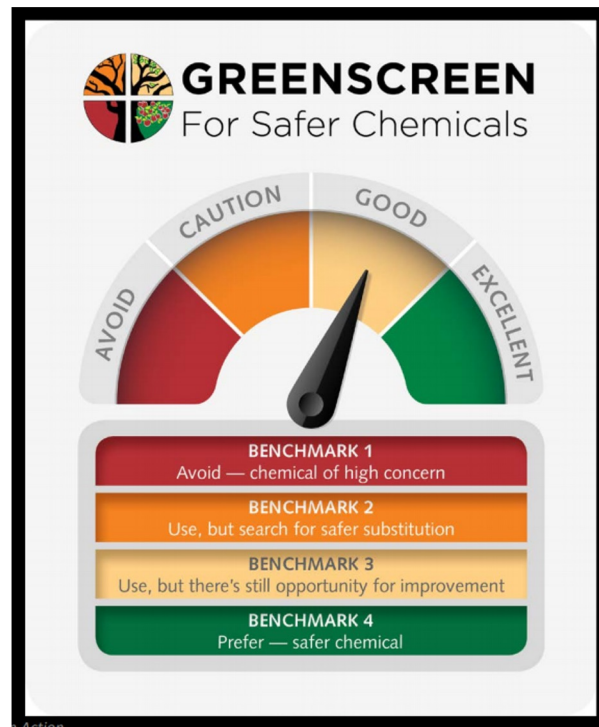 GREENSCREEN
For Safer Chemicals
AVOID
CAUTION
GOOD
EXCELLENT
BENCHMARK 1
Avoid — chemical of high concern
BENCHMARK 2
Use, but search for safer substitution
BENCHMARK 3
Use, but there's still opportunity for improvement
BENCHMARK 4
Prefer — safer chemical
Action